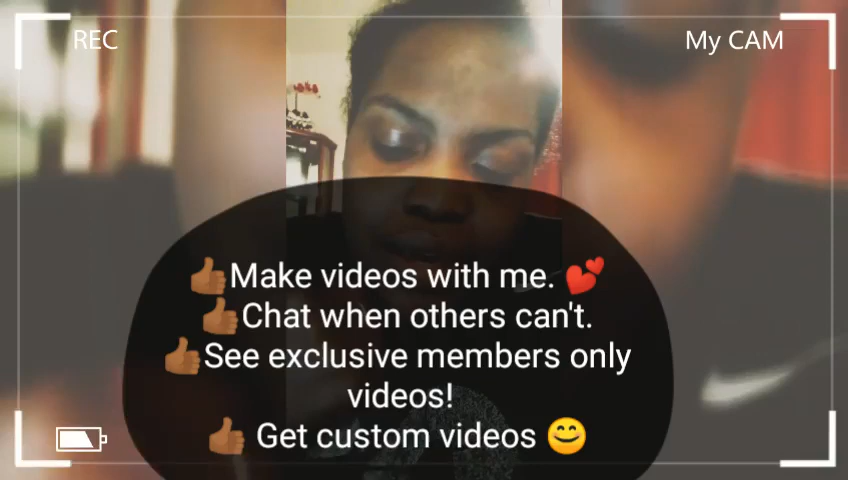 REC
My CAM
👍🏾Make videos with me. 💕
👍🏾Chat when others can't.
👍🏾See exclusive members only
videos!
👍🏾 Get custom videos 😊